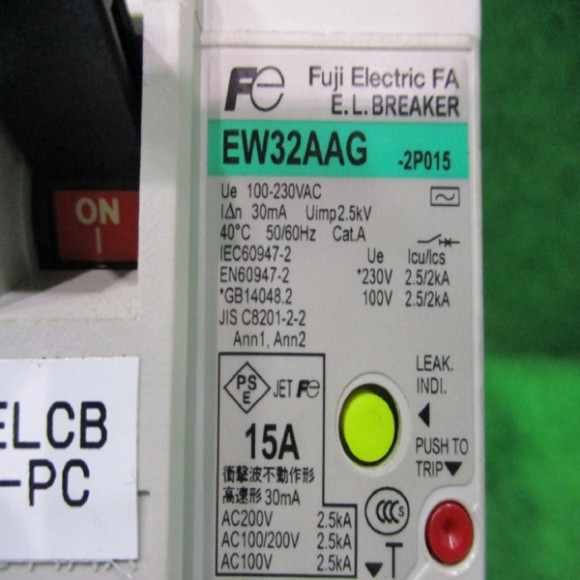 Fe Fuji Electric FA
E.L.BREAKER
EW32AAG -2P015
Ue 100-230VAC
IΔn 30mA Uimp2.5kV
40°C 50/60Hz Cat.A
IEC60947-2 Ue Icu/Ics
EN60947-2 *230V 2.5/2kA
*GB14048.2 100V 2.5/2kA
JIS C8201-2-2
Ann1, Ann2
ON
I
ELCB
-PC
PS
E
JET Fe
15A
衝撃波不動作形
高速形 30mA
AC200V 2.5kA
AC100/200V 2.5kA
AC100V 2.5kA
LEAK.
INDI.
PUSH TO
TRIP
CCCS
T